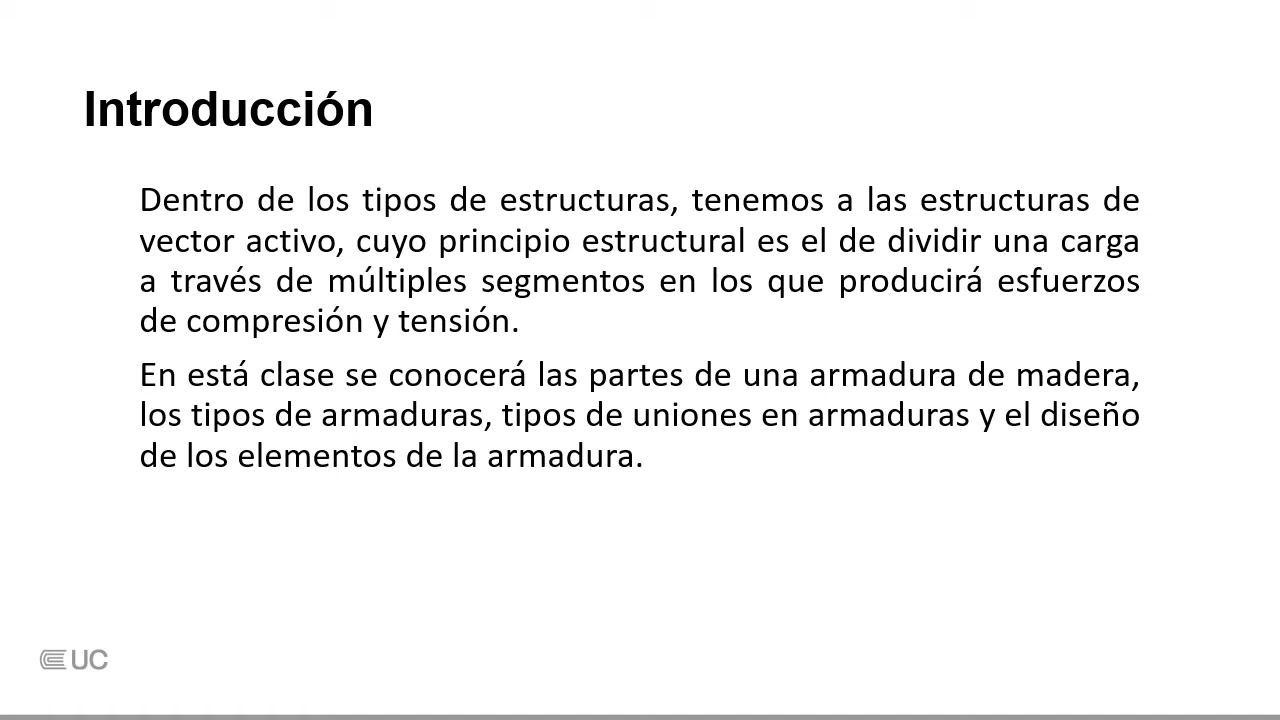 Introducción
Dentro de los tipos de estructuras, tenemos a las estructuras de
vector activo, cuyo principio estructural es el de dividir una carga
a través de múltiples segmentos en los que producirá esfuerzos
de compresión y tensión.
En está clase se conocerá las partes de una armadura de madera,
los tipos de armaduras, tipos de uniones en armaduras y el diseño
de los elementos de la armadura.
UC